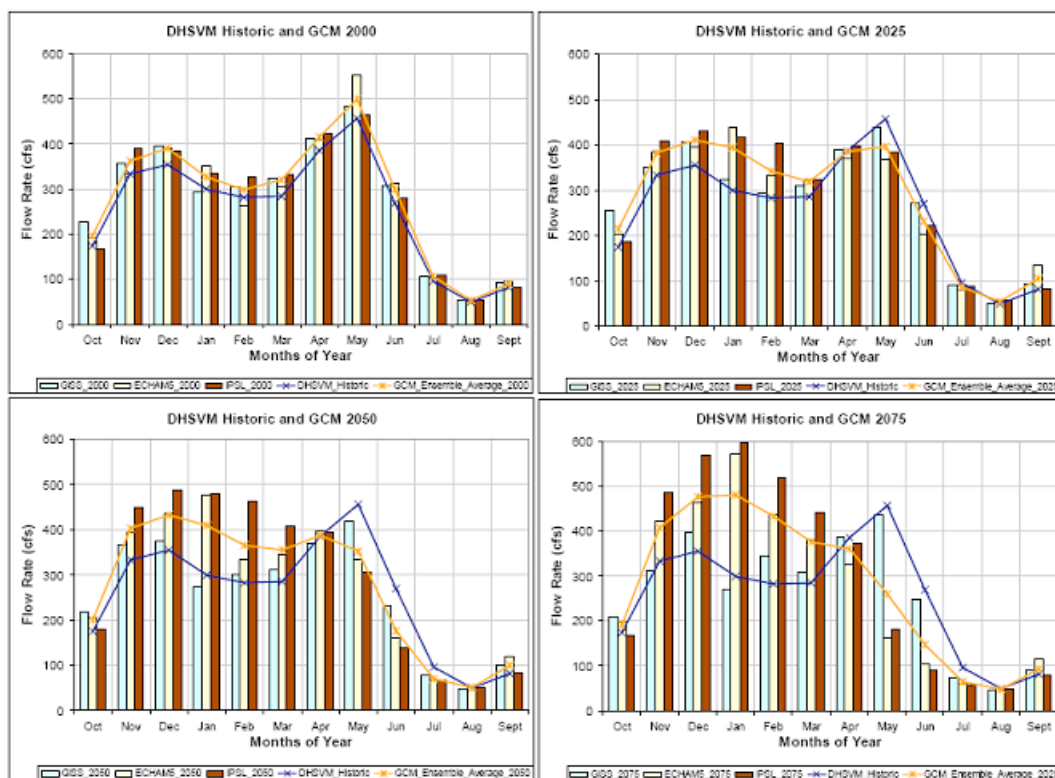 DHSVM Historic and GCM 2000
600
500
400
300
200
100
0
Flow Rate (cfs)
Oct Nov Dec Jan Feb Mar Apr May Jun Jul Aug Sept
Months of Year
GISS_2000 ECHAM5_2000 IPSL_2000 DHSVM_Historic GCM_Ensemble_Average_2000
DHSVM Historic and GCM 2025
600
500
400
300
200
100
0
Flow Rate (cfs)
Oct Nov Dec Jan Feb Mar Apr May Jun Jul Aug Sept
Months of Year
GISS_2025 ECHAM5_2025 IPSL_2025 DHSVM_Historic GCM_Ensemble_Average_2025
DHSVM Historic and GCM 2050
600
500
400
300
200
100
0
Flow Rate (cfs)
Oct Nov Dec Jan Feb Mar Apr May Jun Jul Aug Sept
Months of Year
GISS_2050 ECHAM5_2050 IPSL_2050 DHSVM_Historic GCM_Ensemble_Average_2050
DHSVM Historic and GCM 2075
600
500
400
300
200
100
0
Flow Rate (cfs)
Oct Nov Dec Jan Feb Mar Apr May Jun Jul Aug Sept
Months of Year
GISS_2075 ECHAM5_2075 IPSL_2075 DHSVM_Historic